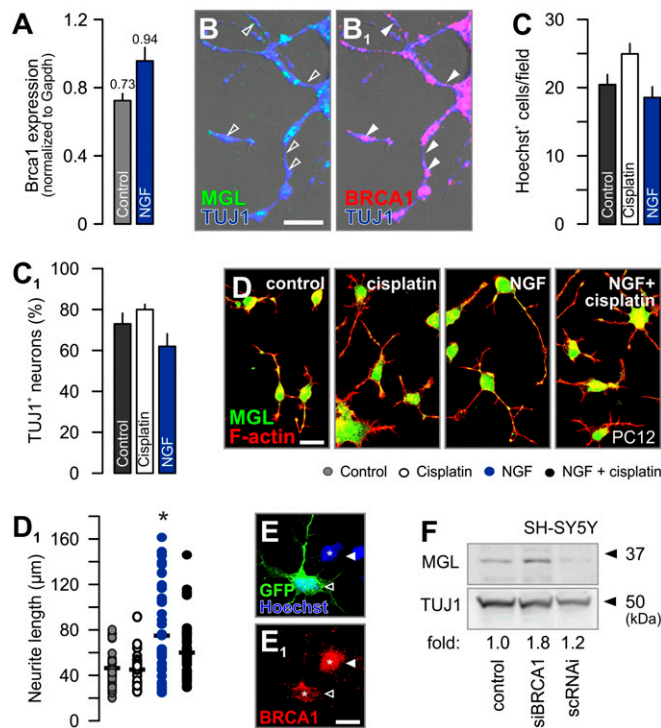 A
Brca1 expression
(normalized to Gapdh)
1.2
0.8
0.4
0
0.73
0.94
Control
NGF
B
MGL
TUJ1
B1
BRCA1
TUJ1
C
Hoechst+ cells/field
40
30
20
10
0
Control
Cisplatin
NGF
C1
TUJ1+ neurons (%)
100
80
60
40
20
0
Control
Cisplatin
NGF
D
control
cisplatin
NGF
NGF+
cisplatin
MGL
F-actin
PC12
Control
Cisplatin
NGF
NGF + cisplatin
D1
Neurite length (μm)
200
160
120
80
40
0
*
E
GFP
Hoechst
*
E1
BRCA1
*
*
F
SH-SY5Y
MGL
37
TUJ1
50
(kDa)
fold: 1.0 1.8 1.2
control
siBRCA1
scRNAi